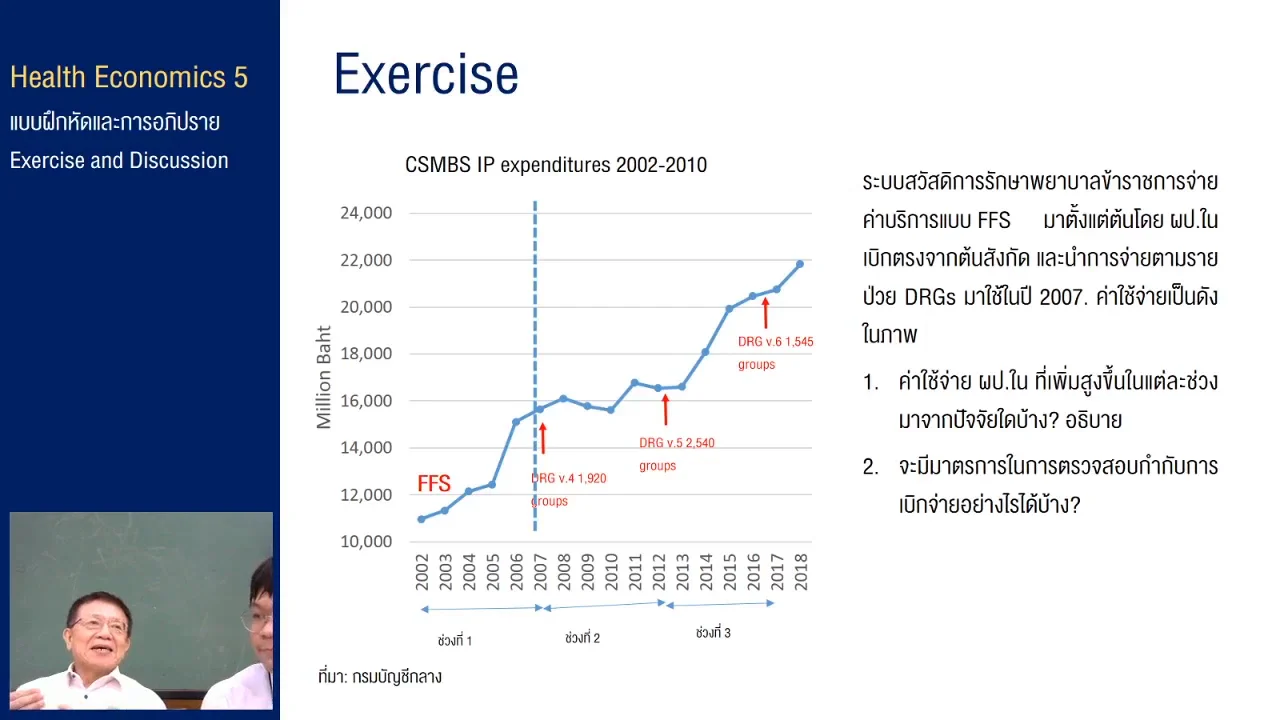 Health Economics 5
แบบฝึกหัดและการอภิปราย
Exercise and Discussion
Exercise
CSMBS IP expenditures 2002-2010
24,000
22,000
20,000
18,000
16,000
14,000
12,000
10,000
Million Baht
FFS
DRG v.4 1,920
groups
DRG v.5 2,540
groups
DRG v.6 1,545
groups
2002
2003
2004
2005
2006
2007
2008
2009
2010
2011
2012
2013
2014
2015
2016
2017
2018
ช่วงที่ 1
ช่วงที่ 2
ช่วงที่ 3
ที่มา: กรมบัญชีกลาง
ระบบสวัสดิการรักษาพยาบาลข้าราชการจ่าย
ค่าบริการแบบ FFS มาตั้งแต่ต้นโดย ผป.ใน
เบิกตรงจากต้นสังกัด และนำการจ่ายตามราย
ป่วย DRGs มาใช้ในปี 2007. ค่าใช้จ่ายเป็นดัง
ในภาพ
1. ค่าใช้จ่าย ผป.ใน ที่เพิ่มสูงขึ้นในแต่ละช่วง
มาจากปัจจัยใดบ้าง? อธิบาย
2. จะมีมาตรการในการตรวจสอบกำกับการ
เบิกจ่ายอย่างไรได้บ้าง?